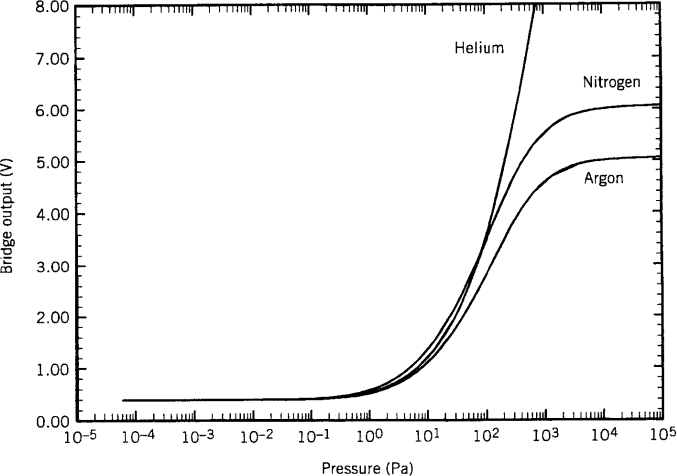 8.00
7.00
6.00
5.00
4.00
3.00
2.00
1.00
0.00
Bridge output (V)
Helium
Nitrogen
Argon
10⁻⁵ 10⁻⁴ 10⁻³ 10⁻² 10⁻¹ 10⁰ 10¹ 10² 10³ 10⁴ 10⁵
Pressure (Pa)